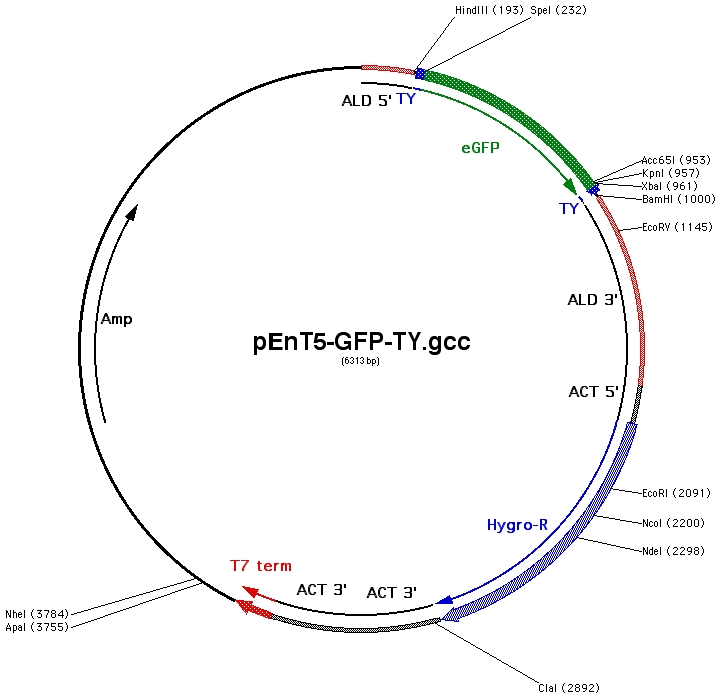 HindIII (193) SpeI (232)
ALD 5' TY
eGFP
Acc65I (953)
KpnI (957)
XbaI (961)
BamHI (1000)
TY
EcoRV (1145)
ALD 3'
Amp
pEnT5-GFP-TY.gcc
(6313 bp)
ACT 5'
EcoRI (2091)
Hygro-R
NcoI (2200)
NdeI (2298)
T7 term
ACT 3' ACT 3'
NheI (3784)
ApaI (3755)
ClaI (2892)